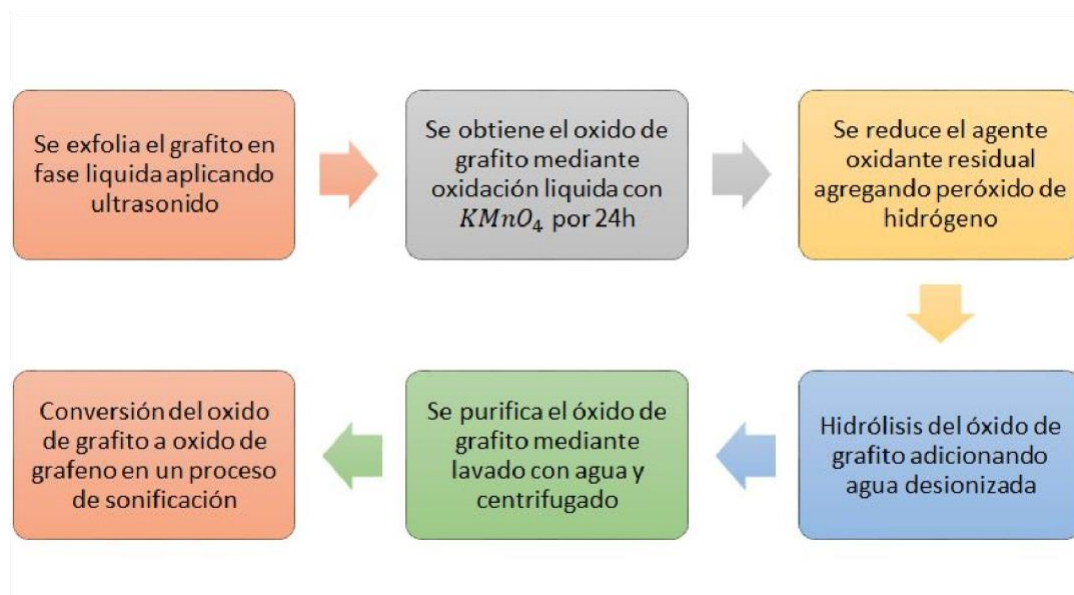 Se exfolia el grafito en
fase liquida aplicando
ultrasonido
Se obtiene el oxido de
grafito mediante
oxidación liquida con
KMnO₄ por 24h
Se reduce el agente
oxidante residual
agregando peróxido de
hidrógeno
Hidrólisis del óxido de
grafito adicionando
agua desionizada
Se purifica el óxido de
grafito mediante
lavado con agua y
centrifugado
Conversión del oxido
de grafito a oxido de
grafeno en un proceso
de sonificación